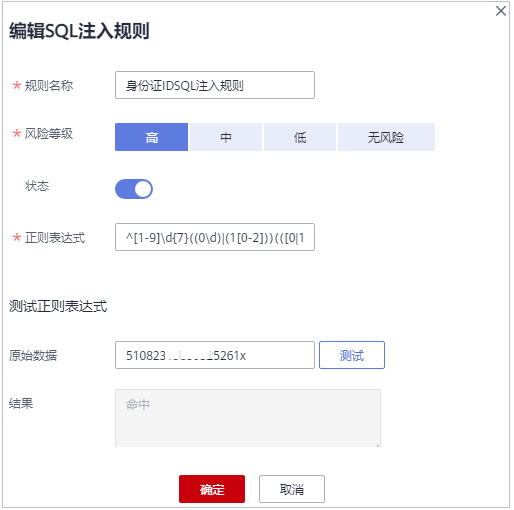 编辑SQL注入规则
* 规则名称 身份证IDSQL注入规则
* 风险等级 高 中 低 无风险
状态
* 正则表达式 ^[1-9]\d{7}((0\d)|(1[0-2]))(([0|1
测试正则表达式
原始数据 510823 5261x 测试
结果 命中
确定 取消